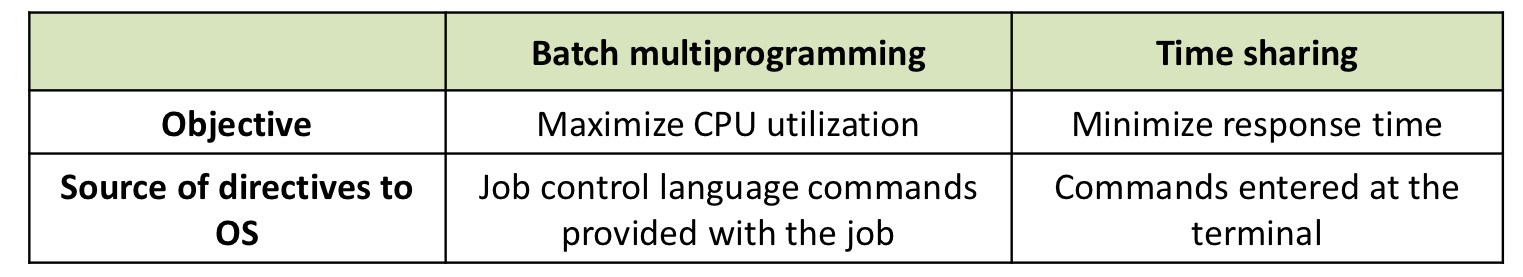 Batch multiprogramming Time sharing
Objective Maximize CPU utilization Minimize response time
Source of directives to OS Job control language commands provided with the job Commands entered at the terminal